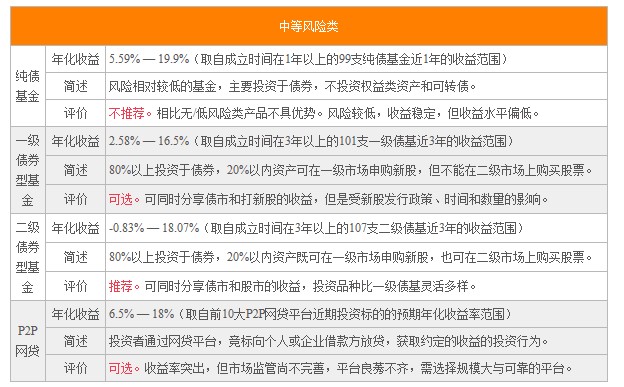 中等风险类
纯债
基金
年化收益
5.59% — 19.9%（取自成立时间在1年以上的99支纯债基金近1年的收益范围）
简述
风险相对较低的基金，主要投资于债券，不投资权益类资产和可转债。
评价
不推荐。相比无/低风险类产品不具优势。风险较低，收益稳定，但收益水平偏低。
一级
债券
型基
金
年化收益
2.58% — 16.5%（取自成立时间在3年以上的101支一级债基近3年的收益范围）
简述
80%以上投资于债券，20%以内资产可在一级市场申购新股，但不能在二级市场上购买股票。
评价
可选。可同时分享债市和打新股的收益，但是受新股发行政策、时间和数量的影响。
二级
债券
型基
金
年化收益
-0.83% — 18.07%（取自成立时间在3年以上的107支二级债基近3年的收益范围）
简述
80%以上投资于债券，20%以内资产既可在一级市场申购新股，也可在二级市场上购买股票。
评价
推荐。可同时分享债市和股市的收益，投资品种比一级债基灵活多样。
P2P
网贷
年化收益
6.5% — 18%（取自前10大P2P网贷平台近期投资标的的预期年化收益率范围）
简述
投资者通过网贷平台，竞标向个人或企业借款方放贷，获取约定的收益的投资行为。
评价
可选。收益率突出，但市场监管尚不完善，平台良莠不齐，需选择规模大与可靠的平台。